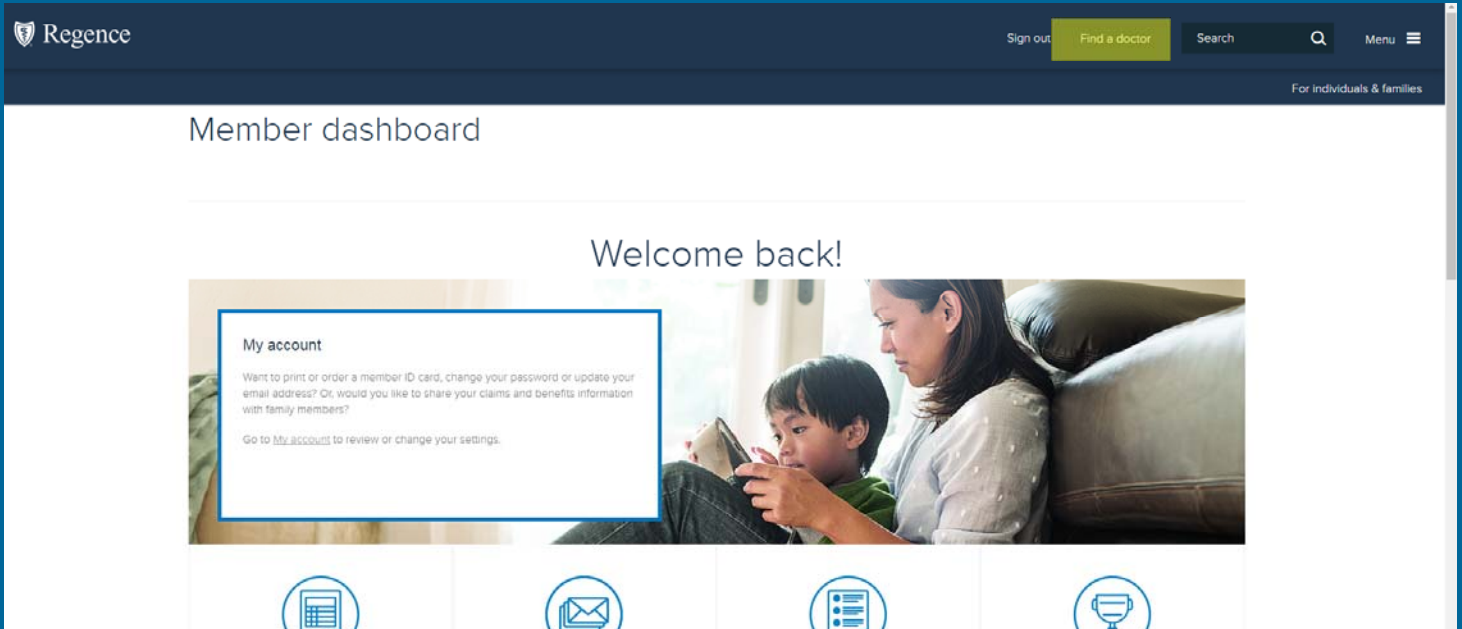 Regence
Sign out
Find a doctor
Search
Menu
For individuals & families
Member dashboard
Welcome back!
My account
Want to print or order a member ID card, change your password or update your
email address? Or, would you like to share your claims and benefits information
with family members?
Go to My account to review or change your settings.